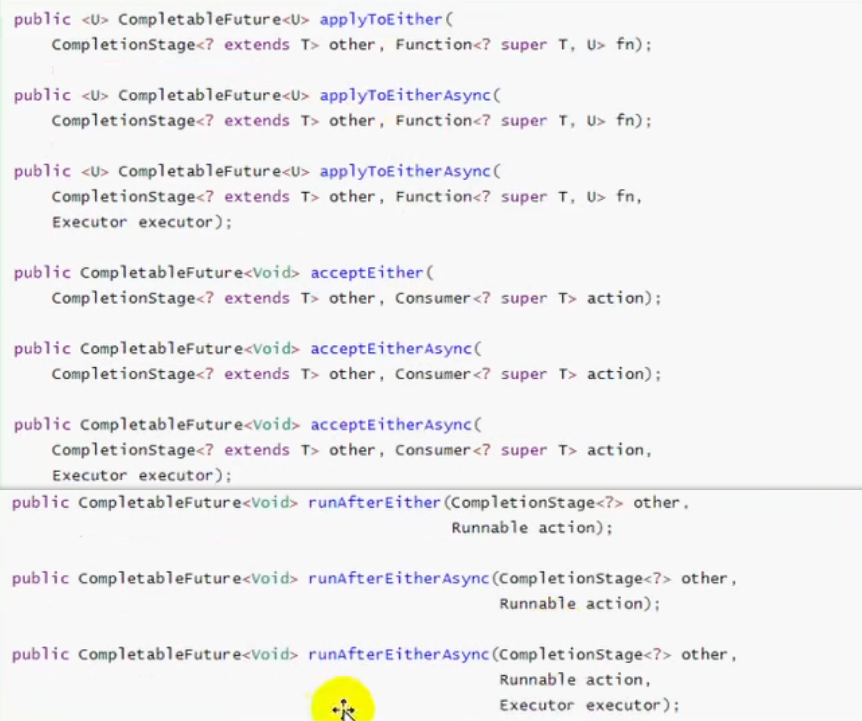 public <U> CompletableFuture<U> applyToEither(
CompletionStage<? extends T> other, Function<? super T, U> fn);
public <U> CompletableFuture<U> applyToEitherAsync(
CompletionStage<? extends T> other, Function<? super T, U> fn);
public <U> CompletableFuture<U> applyToEitherAsync(
CompletionStage<? extends T> other, Function<? super T, U> fn,
Executor executor);
public CompletableFuture<Void> acceptEither(
CompletionStage<? extends T> other, Consumer<? super T> action);
public CompletableFuture<Void> acceptEitherAsync(
CompletionStage<? extends T> other, Consumer<? super T> action);
public CompletableFuture<Void> acceptEitherAsync(
CompletionStage<? extends T> other, Consumer<? super T> action,
Executor executor);
public CompletableFuture<Void> runAfterEither(CompletionStage<?> other,
Runnable action);
public CompletableFuture<Void> runAfterEitherAsync(CompletionStage<?> other,
Runnable action);
public CompletableFuture<Void> runAfterEitherAsync(CompletionStage<?> other,
Runnable action,
Executor executor);